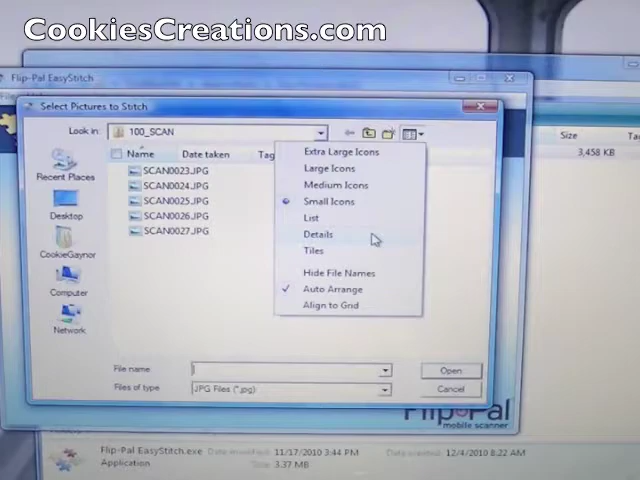 CookiesCreations.com
Flip-Pal EasyStitch
Select Pictures to Stitch
Look in:
100_SCAN
Name
Date taken
Tag
Size
SCAN0023.JPG
SCAN0024.JPG
SCAN0025.JPG
SCAN0026.JPG
SCAN0027.JPG
3,458 KB
Recent Places
Desktop
CookieGaynor
Computer
Network
Extra Large Icons
Large Icons
Medium Icons
Small Icons
List
Details
Tiles
Hide File Names
Auto Arrange
Align to Grid
File name
Open
Files of type
JPG Files (*.jpg)
Cancel
Flip-Pal
mobile scanner
Flip-Pal EasyStitch.exe
Date modified: 11/17/2010 3:44 PM
Date created: 12/4/2010 8:22 AM
Application
Size: 3.37 MB